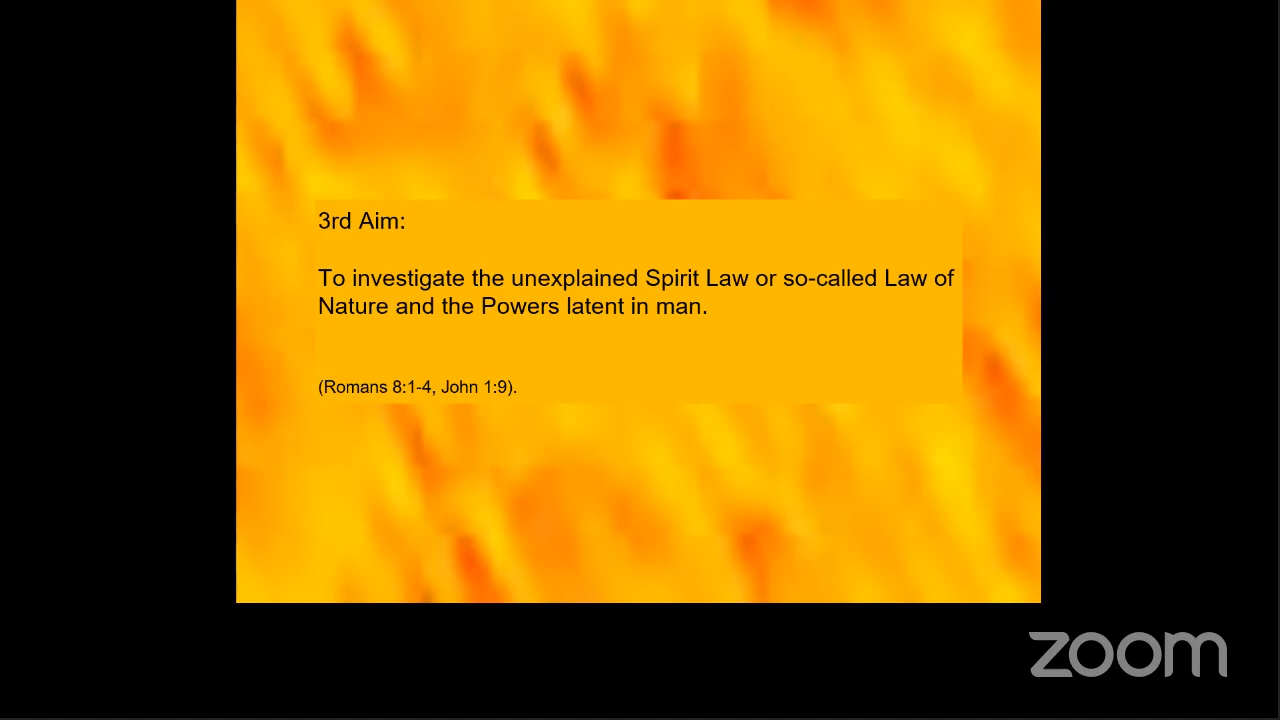 3rd Aim:
To investigate the unexplained Spirit Law or so-called Law of
Nature and the Powers latent in man.
(Romans 8:1-4, John 1:9).
zoom